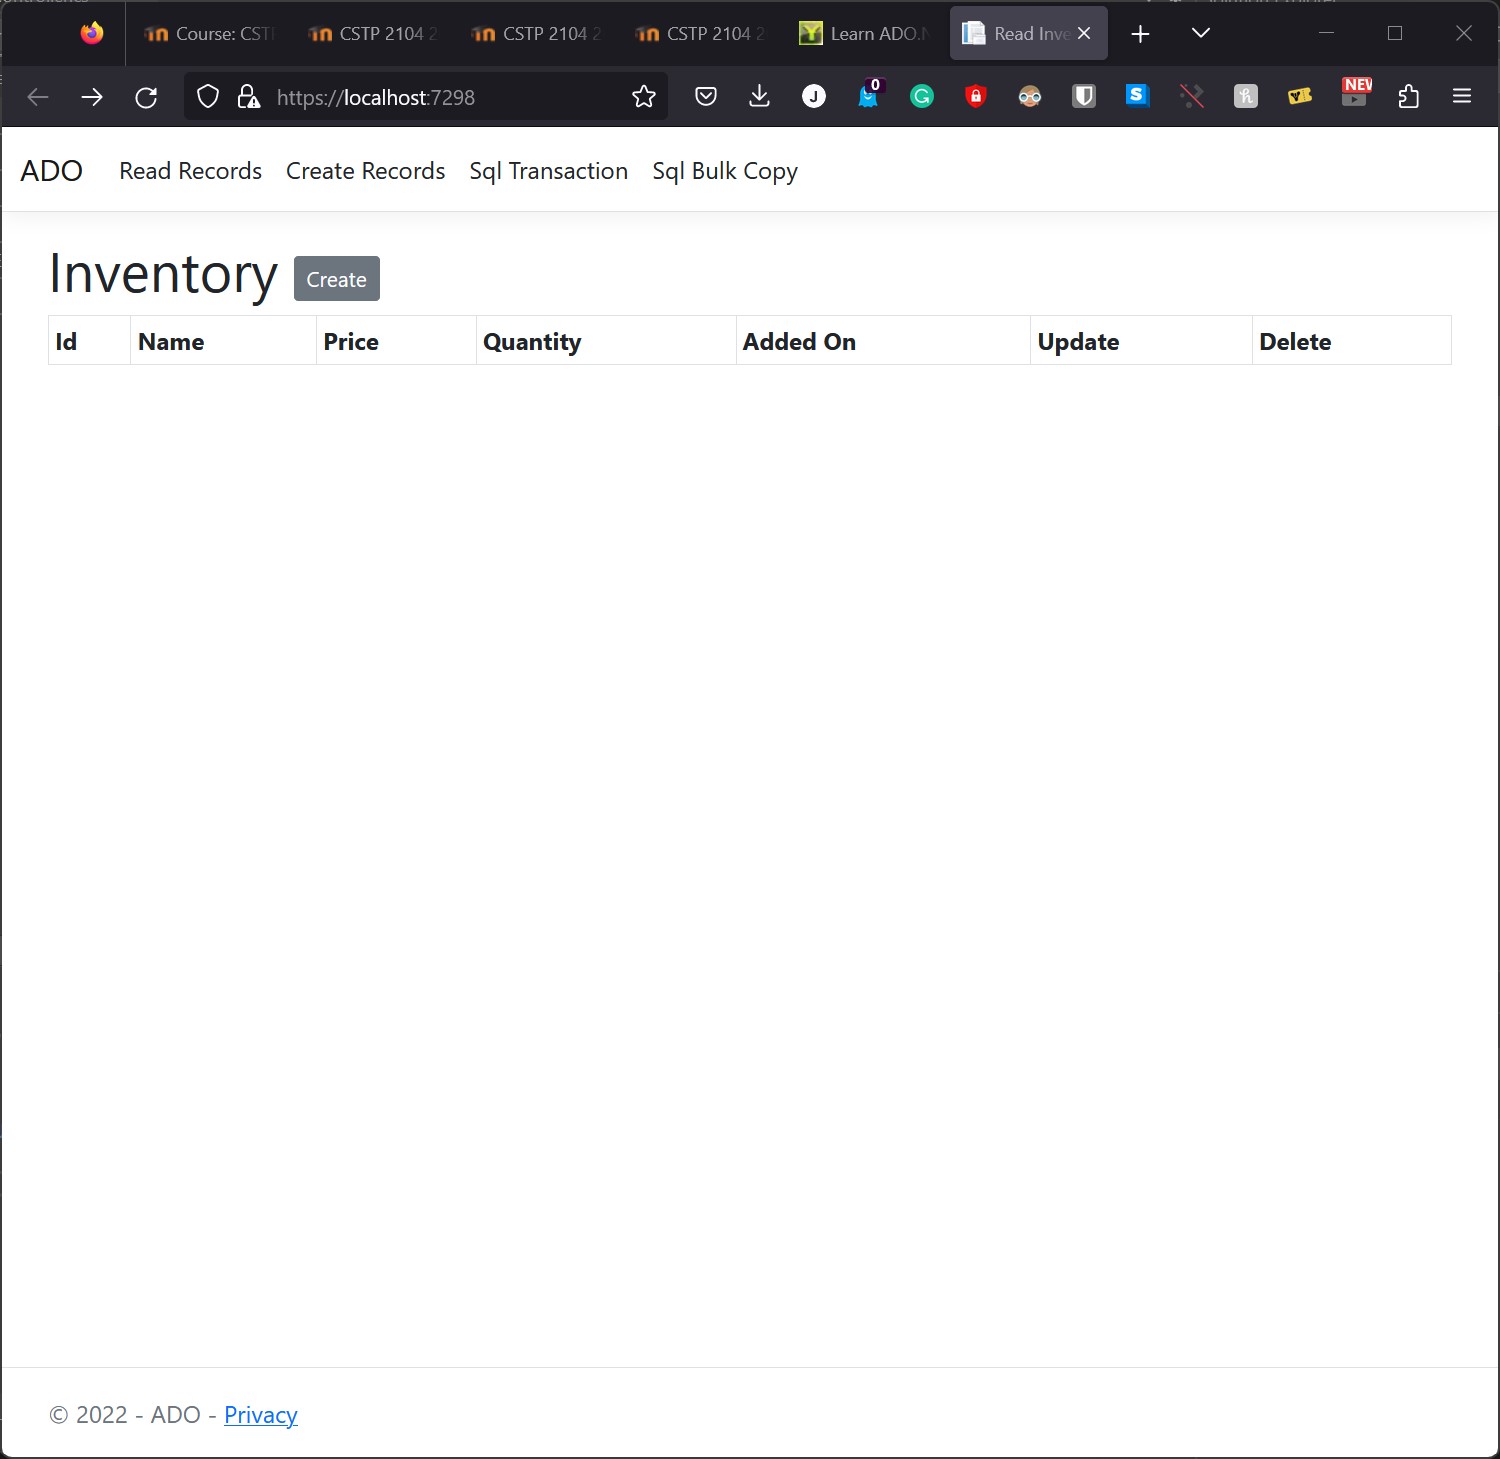 Course: CSTP
CSTP 2104 2
CSTP 2104 2
CSTP 2104 2
Learn ADO.N
Read Inve
https://localhost:7298
J
0
G
S
h
NEW
ADO
Read Records
Create Records
Sql Transaction
Sql Bulk Copy
Inventory
Create
Id Name Price Quantity Added On Update Delete
© 2022 - ADO - Privacy